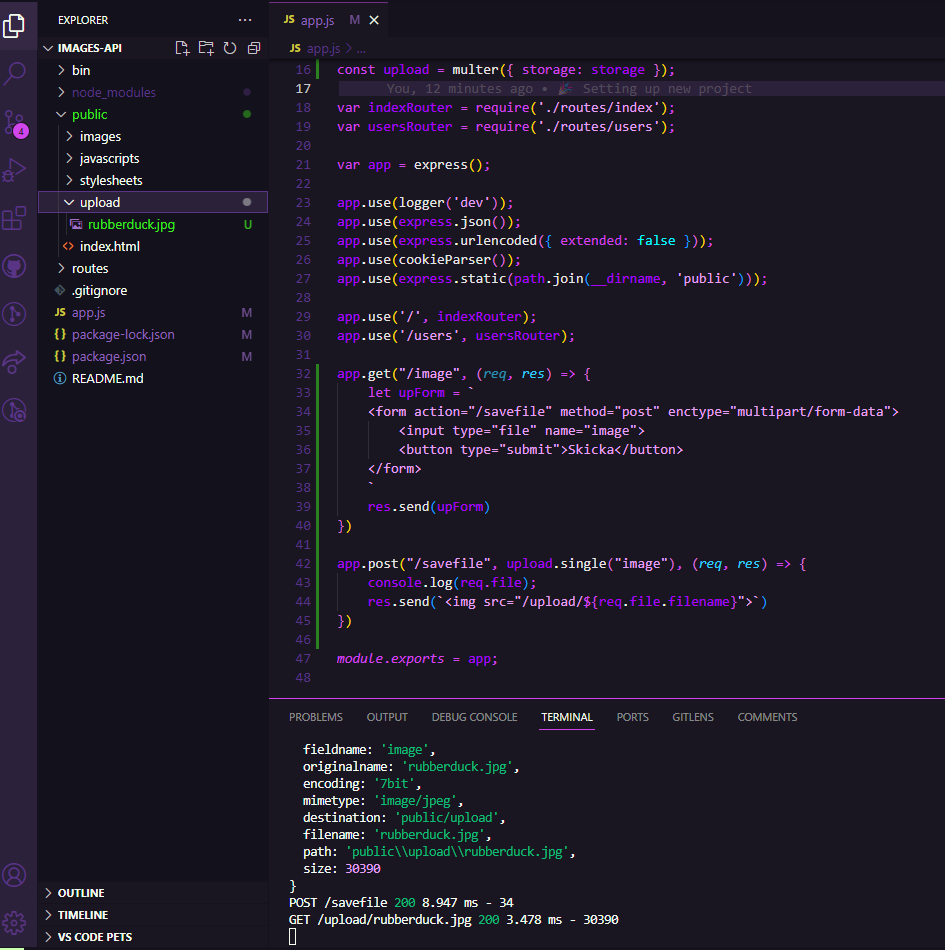 EXPLORER
IMAGES-API
bin
node_modules
public
images
javascripts
stylesheets
upload
rubberduck.jpg U
index.html
routes
.gitignore
JS app.js M
{} package-lock.json M
{} package.json M
README.md
4
OUTLINE
TIMELINE
VS CODE PETS
JS app.js M
JS app.js > ...
16 const upload = multer({ storage: storage });
17 You, 12 minutes ago • 🎉 Setting up new project
18 var indexRouter = require('./routes/index');
19 var usersRouter = require('./routes/users');
20
21 var app = express();
22
23 app.use(logger('dev'));
24 app.use(express.json());
25 app.use(express.urlencoded({ extended: false }));
26 app.use(cookieParser());
27 app.use(express.static(path.join(__dirname, 'public')));
28
29 app.use('/', indexRouter);
30 app.use('/users', usersRouter);
31
32 app.get("/image", (req, res) => {
33 let upForm = `
34 <form action="/savefile" method="post" enctype="multipart/form-data">
35 <input type="file" name="image">
36 <button type="submit">Skicka</button>
37 </form>
38 `
39 res.send(upForm)
40 })
41
42 app.post("/savefile", upload.single("image"), (req, res) => {
43 console.log(req.file);
44 res.send(`<img src="/upload/${req.file.filename}">`)
45 })
46
47 module.exports = app;
48
PROBLEMS OUTPUT DEBUG CONSOLE TERMINAL PORTS GITLENS COMMENTS
fieldname: 'image',
originalname: 'rubberduck.jpg',
encoding: '7bit',
mimetype: 'image/jpeg',
destination: 'public/upload',
filename: 'rubberduck.jpg',
path: 'public\\upload\\rubberduck.jpg',
size: 30390
}
POST /savefile 200 8.947 ms - 34
GET /upload/rubberduck.jpg 200 3.478 ms - 30390